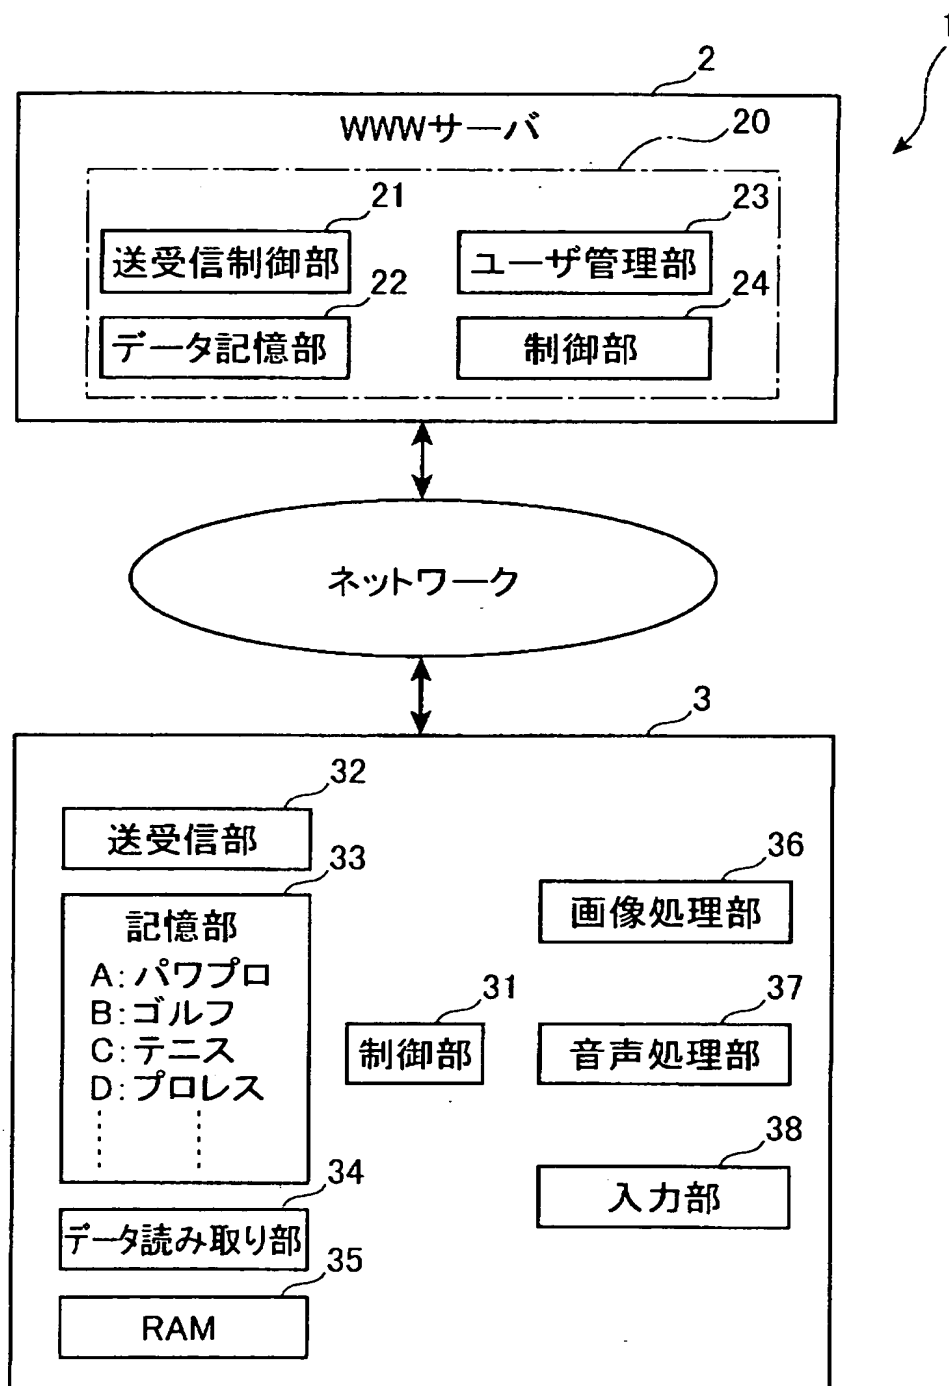 1
2
WWWサーバ
20
21
送受信制御部
23
ユーザ管理部
22
データ記憶部
24
制御部
ネットワーク
3
32
送受信部
33
記憶部
A:パワプロ
B:ゴルフ
C:テニス
D:プロレス
31
制御部
36
画像処理部
37
音声処理部
38
入力部
34
データ読み取り部
35
RAM